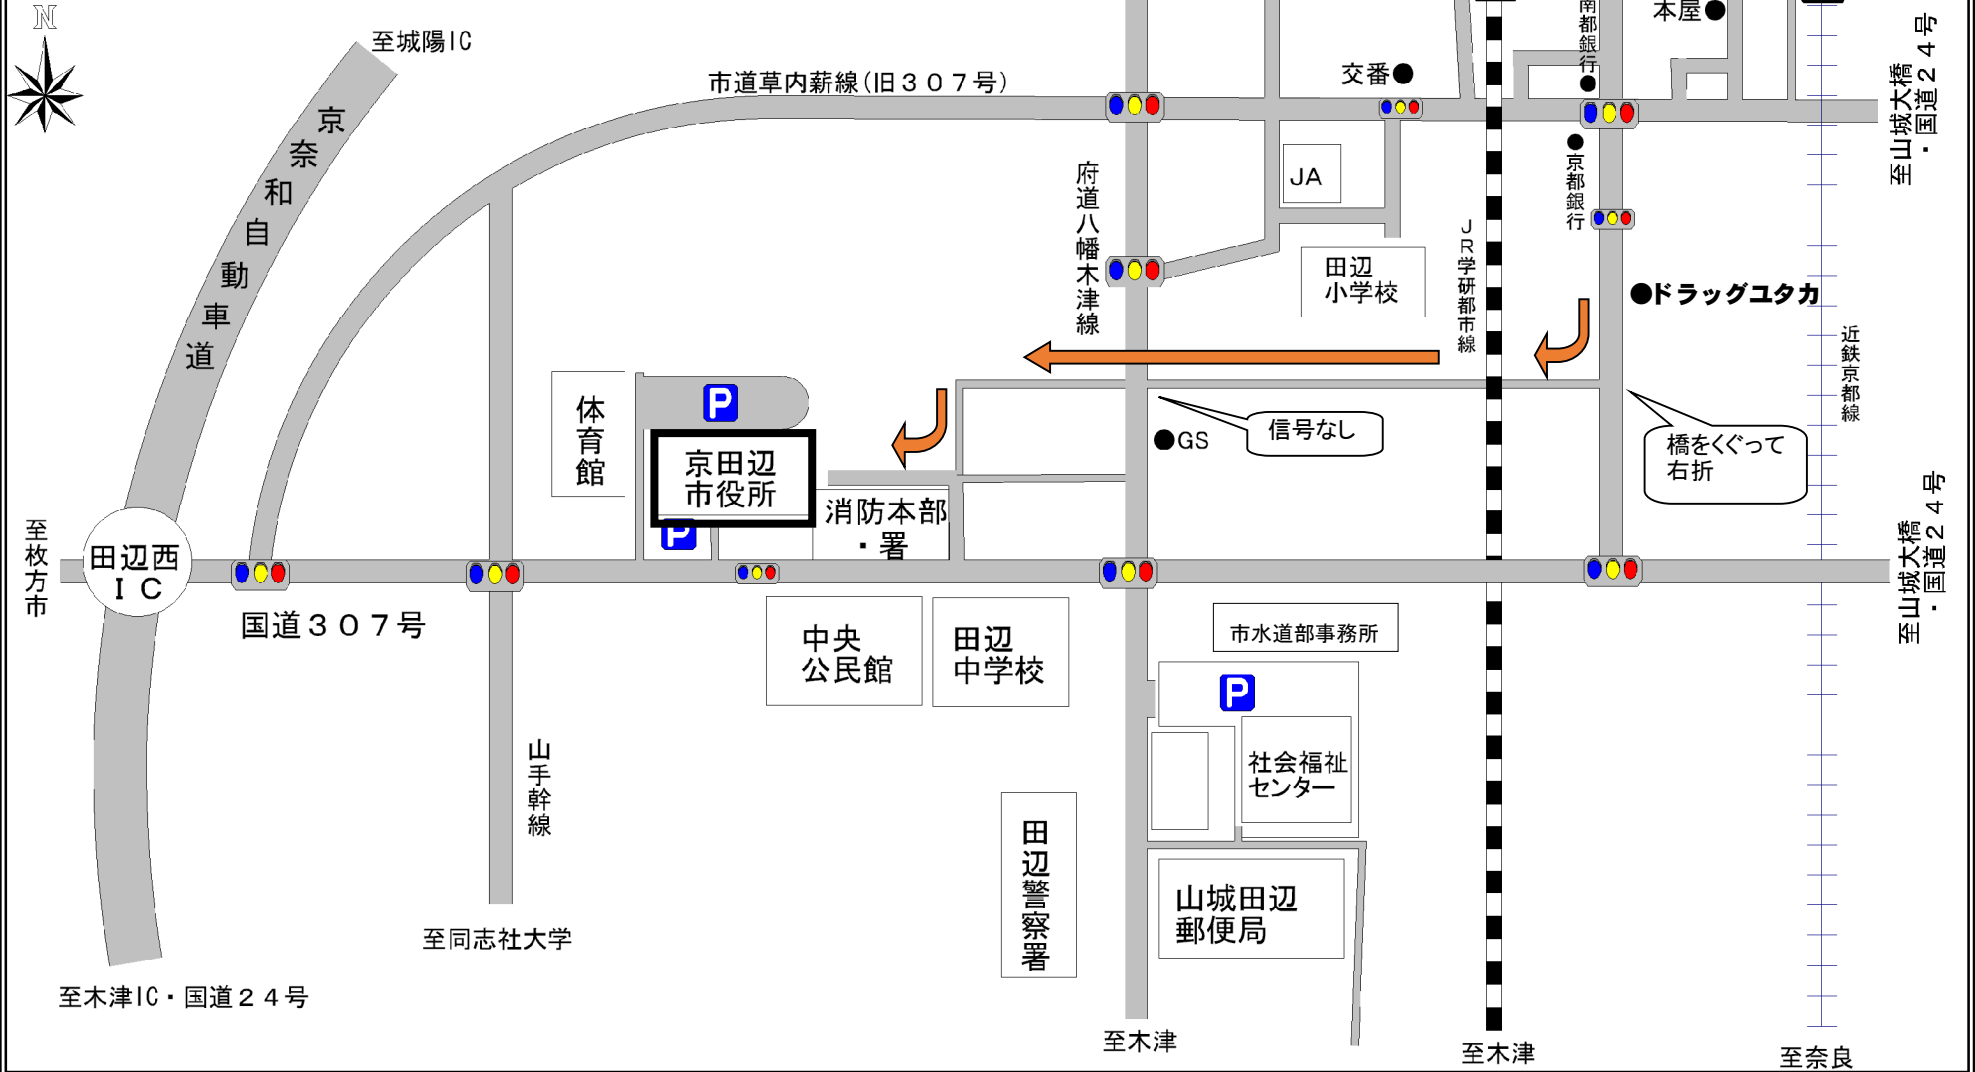 N
至城陽IC
市道草内薪線(旧３０７号)
交番
南都銀行
本屋
至山城大橋
・国道２４号
京奈和自動車道
府道八幡木津線
JA
田辺
小学校
ＪＲ学研都市線
京都銀行
ドラッグユタカ
近鉄京都線
体育館
P
京田辺
市役所
P
消防本部
・署
GS
信号なし
橋をくぐって
右折
至枚方市
田辺西
ＩＣ
国道３０７号
至山城大橋
・国道２４号
中央
公民館
田辺
中学校
市水道部事務所
P
社会福祉
センター
山手幹線
田辺警察署
山城田辺
郵便局
至同志社大学
至木津IC・国道２４号
至木津
至木津
至奈良